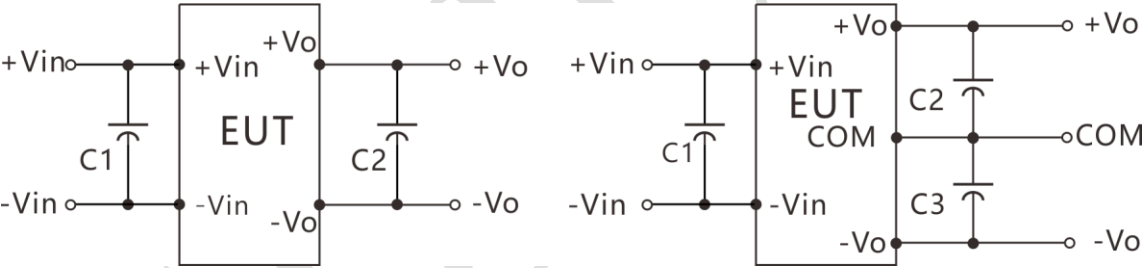 +Vin
+Vin
+Vo
+Vo
EUT
C1
C2
-Vin
-Vin
-Vo
-Vo
+Vin
+Vin
+Vo
+Vo
EUT
C2
COM
COM
C1
C3
-Vin
-Vin
-Vo
-Vo